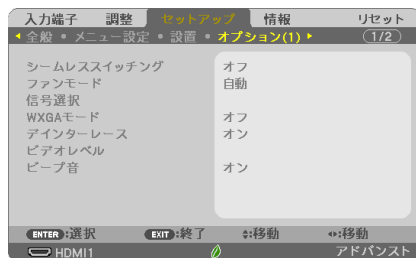 入力端子 調整 セットアップ 情報 リセット
全般 • メニュー設定 • 設置 • オプション(1) 1/2
シームレススイッチング オフ
ファンモード 自動
信号選択
WXGAモード オフ
デインターレース オン
ビデオレベル
ビープ音 オン
ENTER:選択 EXIT:終了 :移動 :移動
HDMI1 アドバンスト